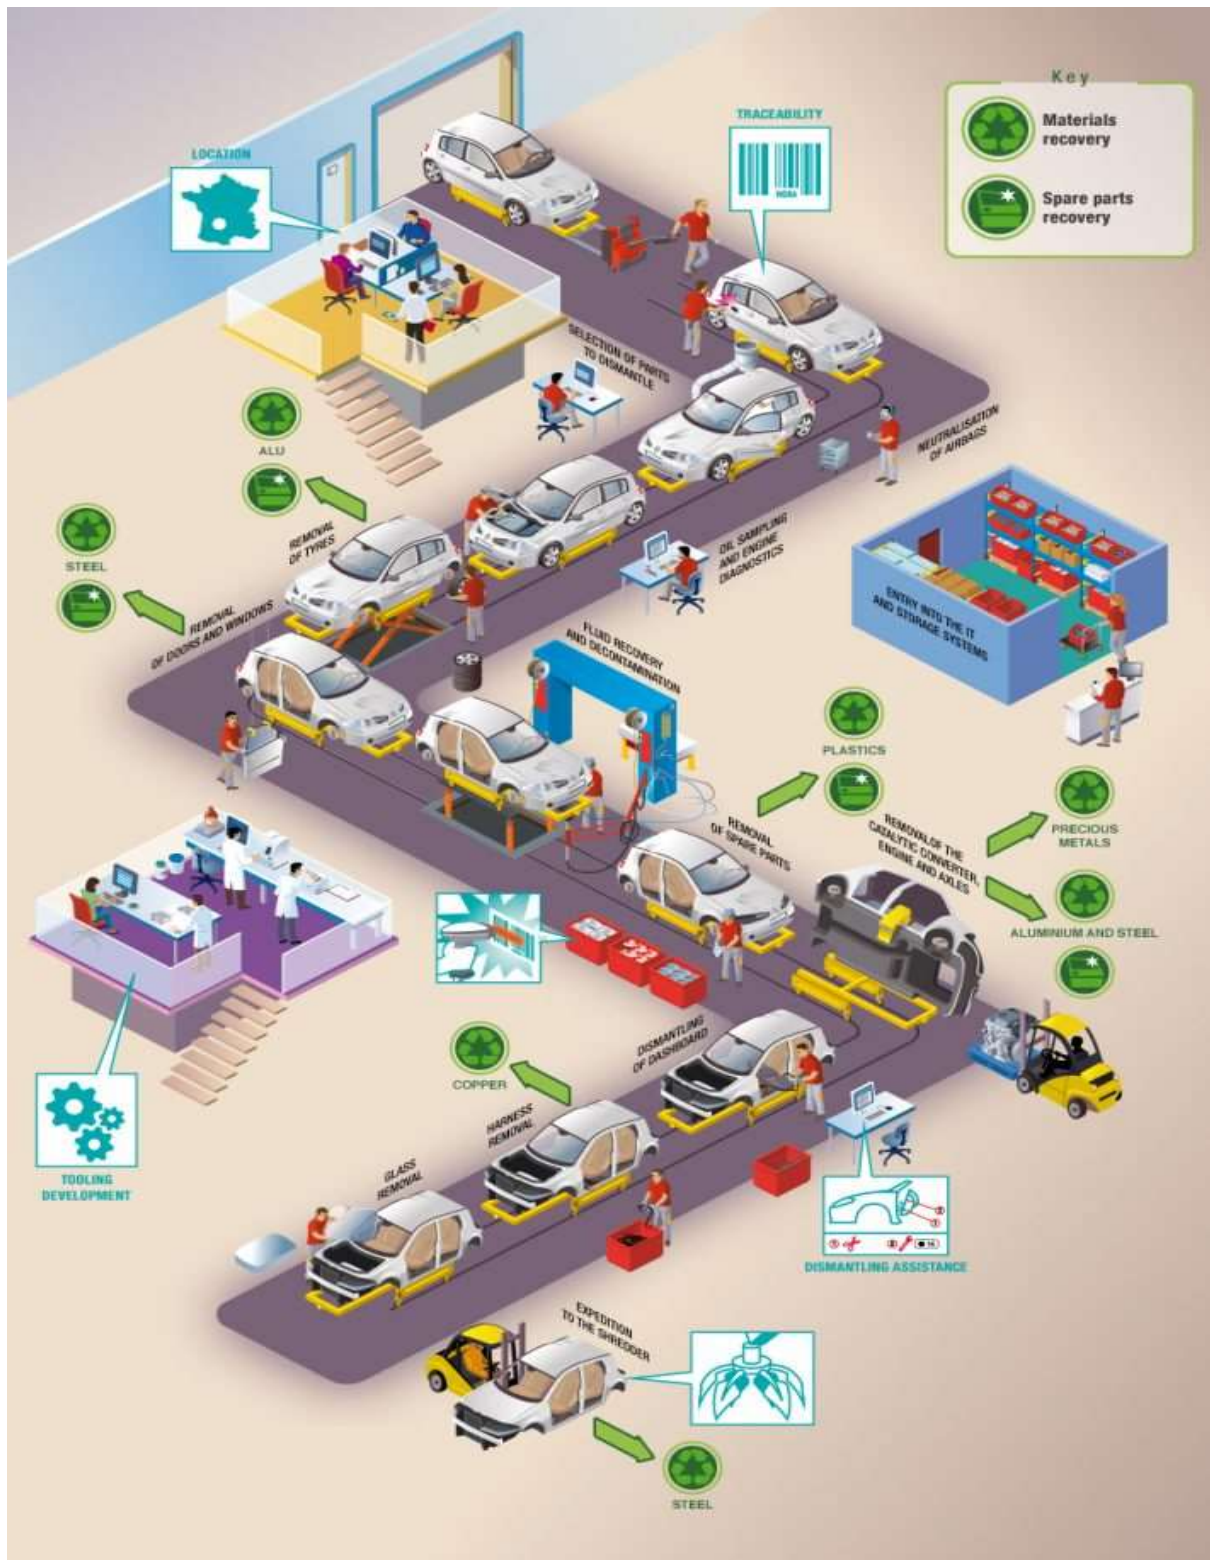 Key
Materials
recovery
Spare parts
recovery
TRACEABILITY
INDRA
LOCATION
SELECTION OF PARTS
TO DISMANTLE
NEUTRALISATION
OF AIRBAGS
OIL SAMPLING
AND ENGINE
DIAGNOSTICS
ALU
REMOVAL
OF TYRES
STEEL
REMOVAL
OF DOORS AND WINDOWS
ENTRY INTO THE IT
AND STORAGE SYSTEMS
FLUID RECOVERY
AND DECONTAMINATION
PLASTICS
REMOVAL
OF SPARE PARTS
REMOVAL OF THE
CATALYTIC CONVERTER,
ENGINE AND AXLES
PRECIOUS
METALS
ALUMINIUM AND STEEL
DISMANTLING
OF DASHBOARD
COPPER
HARNESS
REMOVAL
GLASS
REMOVAL
TOOLING
DEVELOPMENT
DISMANTLING ASSISTANCE
EXPEDITION
TO THE SHREDDER
STEEL